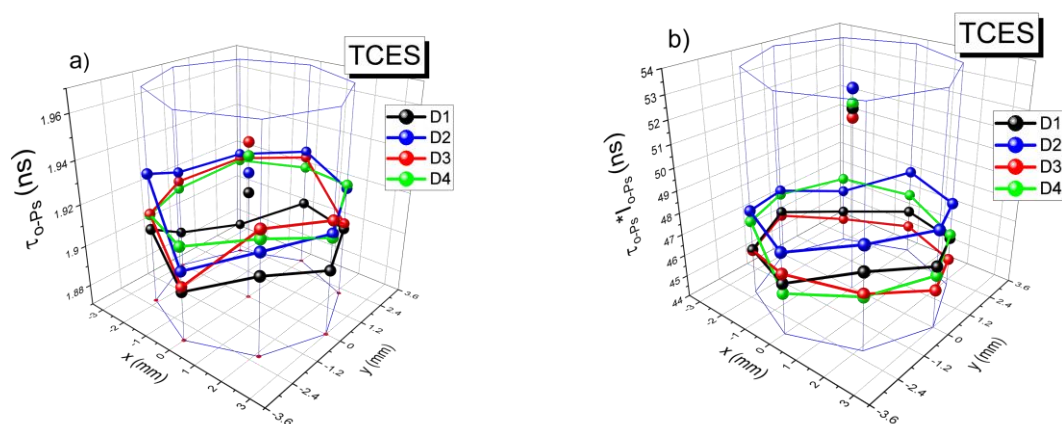 a)
TCES
D1
D2
D3
D4
τo-Ps (ns)
1.96
1.94
1.92
1.9
1.88
-3
-2
-1
0
1
2
3
x (mm)
-3.6
-2.4
-1.2
0
1.2
2.4
3.6
y (mm)
b)
TCES
D1
D2
D3
D4
τo-Ps*Io-Ps (ns)
54
53
52
51
50
49
48
47
46
45
44
-3
-2
-1
0
1
2
3
x (mm)
-3.6
-2.4
-1.2
0
1.2
2.4
3.6
y (mm)